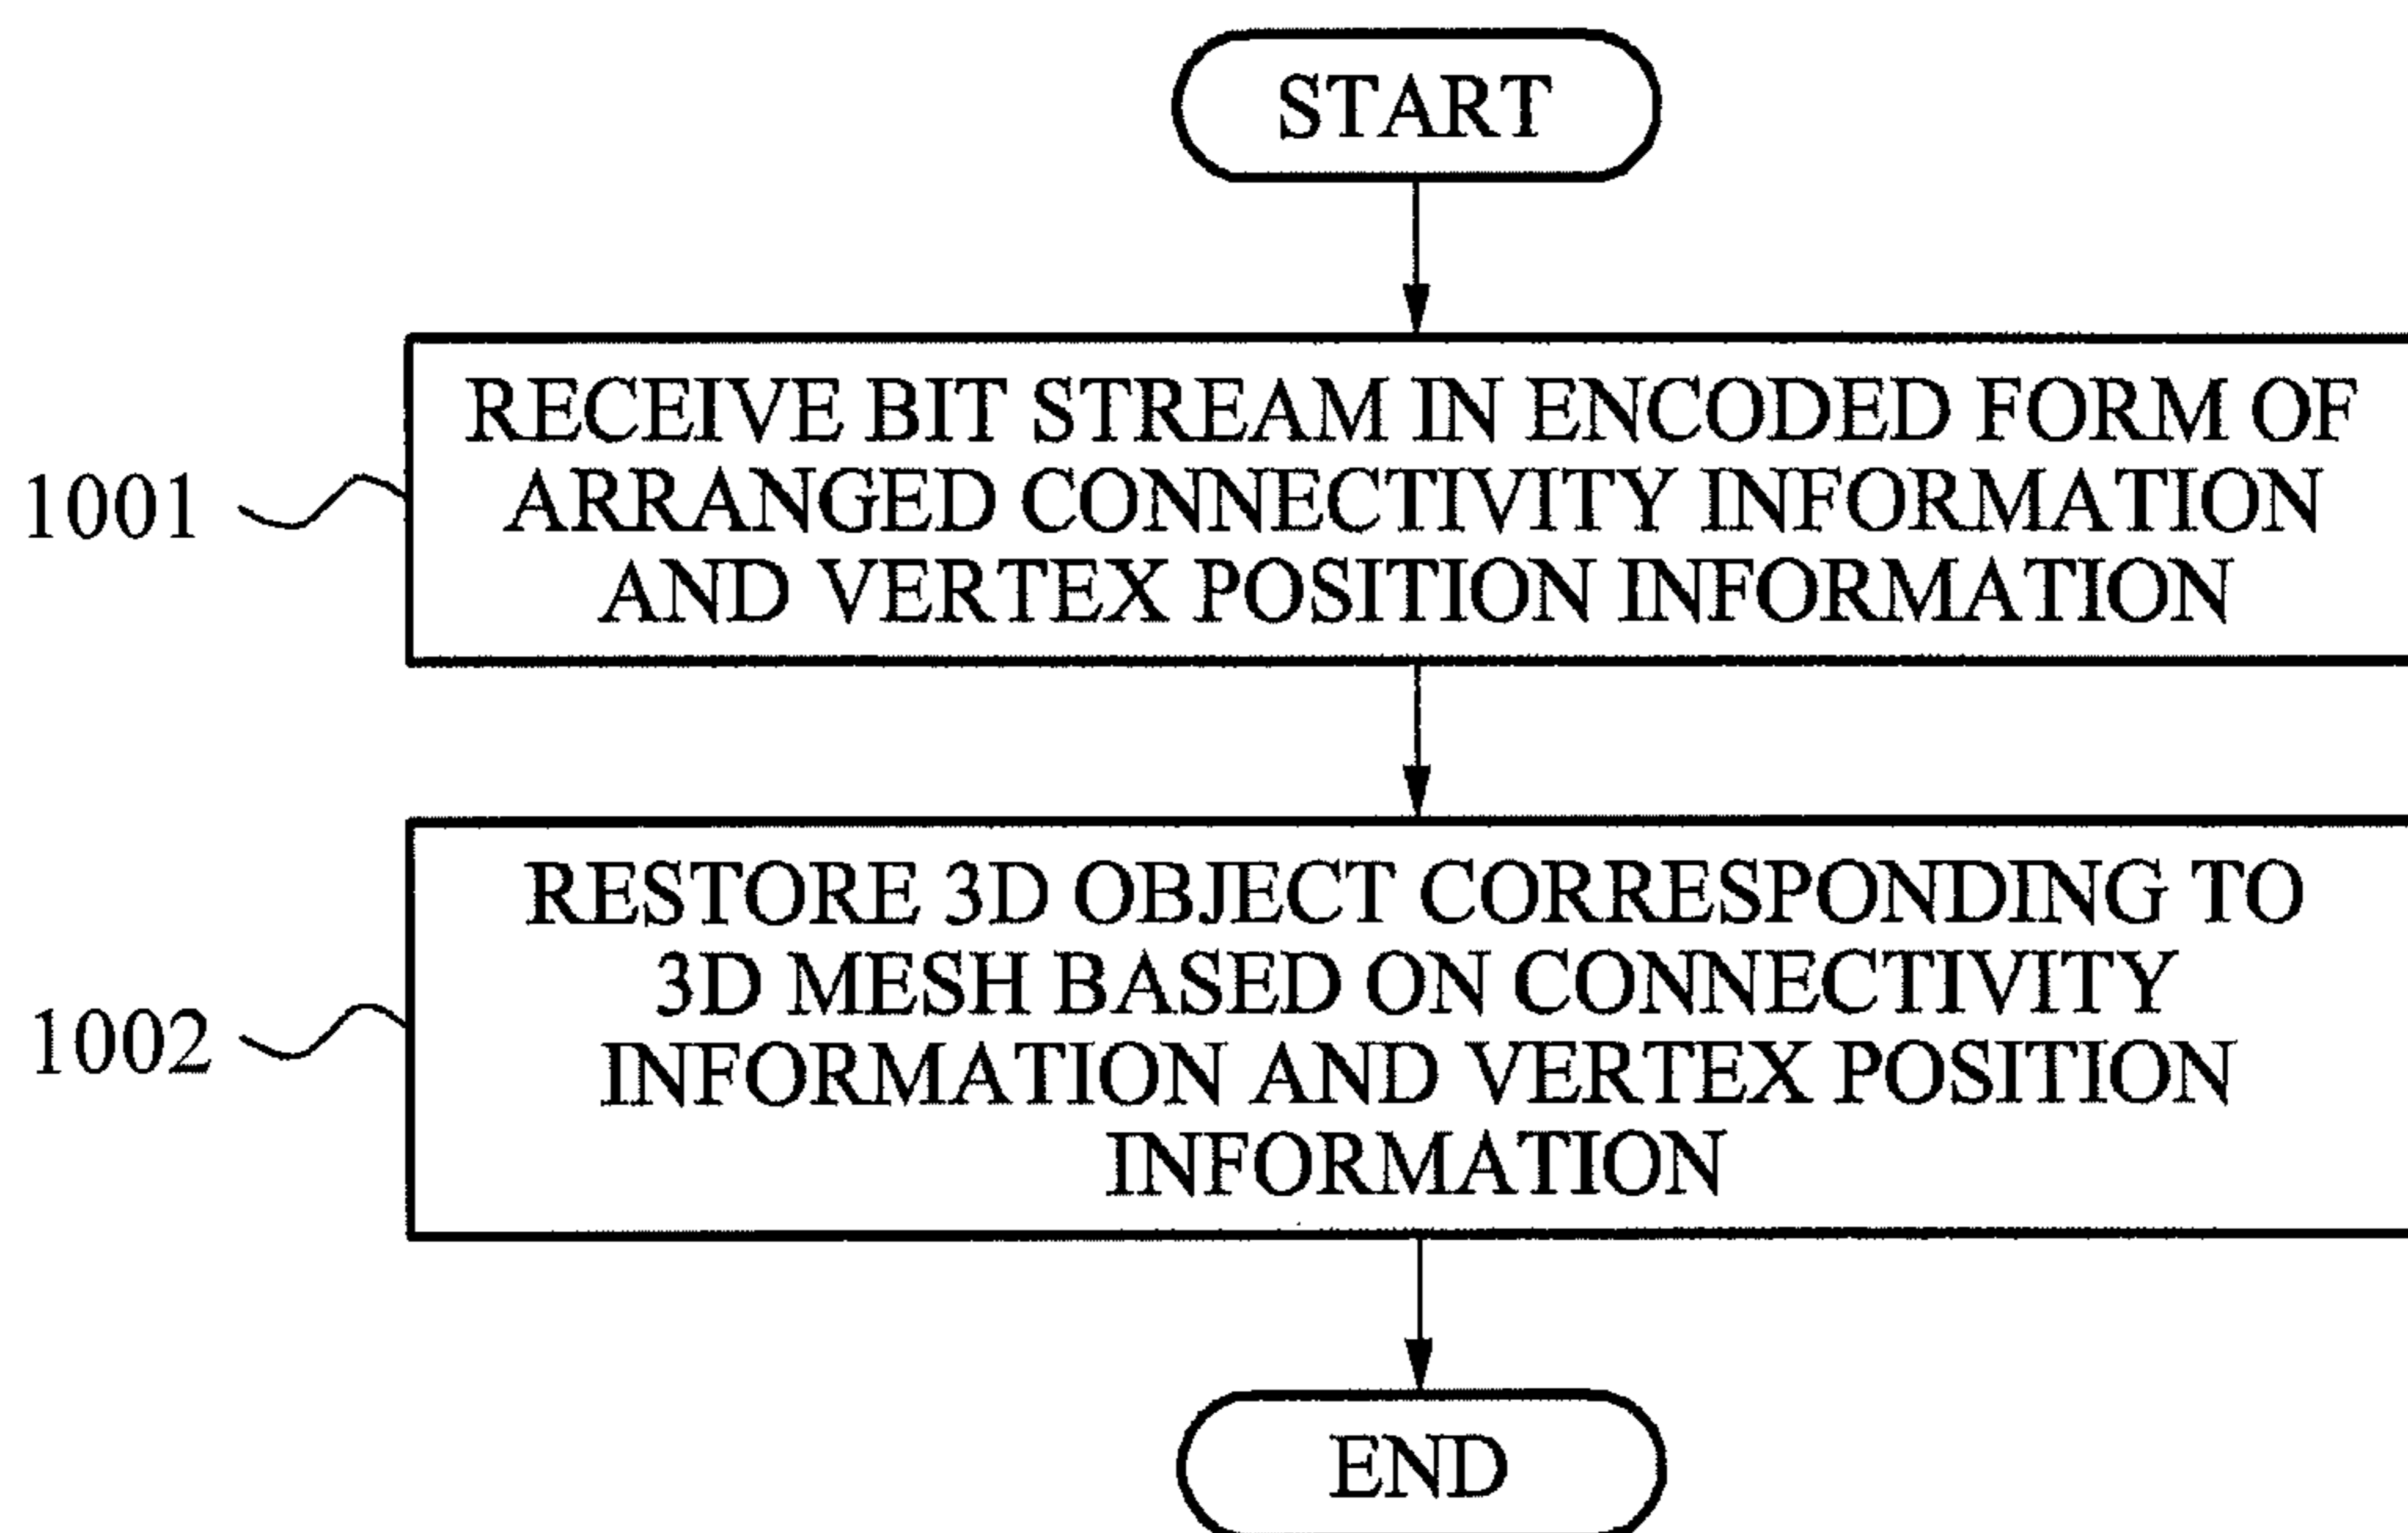 START
RECEIVE BIT STREAM IN ENCODED FORM OF
ARRANGED CONNECTIVITY INFORMATION
AND VERTEX POSITION INFORMATION
1001
RESTORE 3D OBJECT CORRESPONDING TO
3D MESH BASED ON CONNECTIVITY
INFORMATION AND VERTEX POSITION
INFORMATION
1002
END